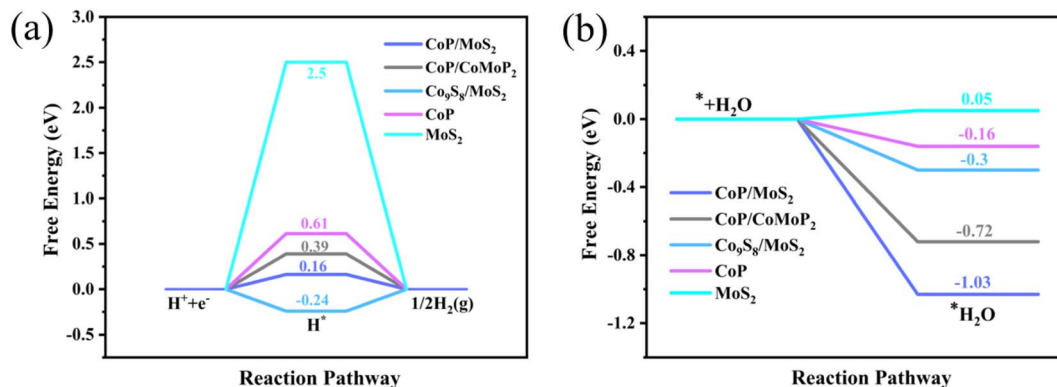 (a)
3.0
2.5
2.0
1.5
1.0
0.5
0.0
-0.5
Free Energy (eV)
CoP/MoS₂
CoP/CoMoP₂
Co₉S₈/MoS₂
CoP
MoS₂
2.5
0.61
0.39
0.16
-0.24
H⁺+e⁻
H*
1/2H₂(g)
Reaction Pathway
(b)
0.4
0.0
-0.4
-0.8
-1.2
Free Energy (eV)
*+H₂O
0.05
-0.16
-0.3
-0.72
-1.03
*H₂O
CoP/MoS₂
CoP/CoMoP₂
Co₉S₈/MoS₂
CoP
MoS₂
Reaction Pathway